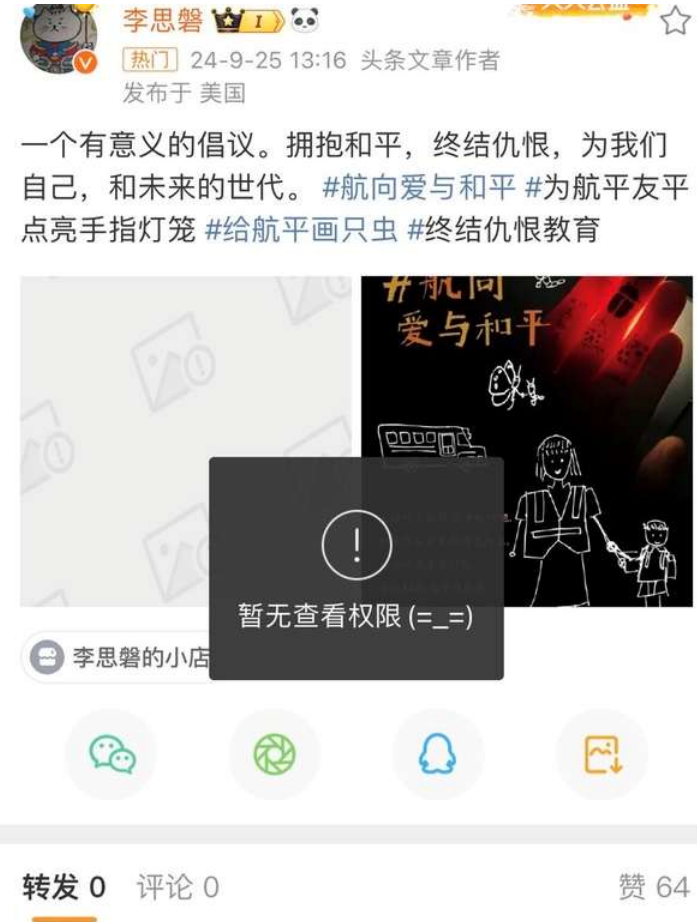 李思磐 I
热门 24-9-25 13:16 头条文章作者
发布于 美国
一个有意义的倡议。拥抱和平，终结仇恨，为我们
自己，和未来的世代。 #航向爱与和平 #为航平友平
点亮手指灯笼 #给航平画只虫 #终结仇恨教育
#航向
爱与和平
暂无查看权限 (=_=)
李思磐的小店
转发 0 评论 0 赞 64